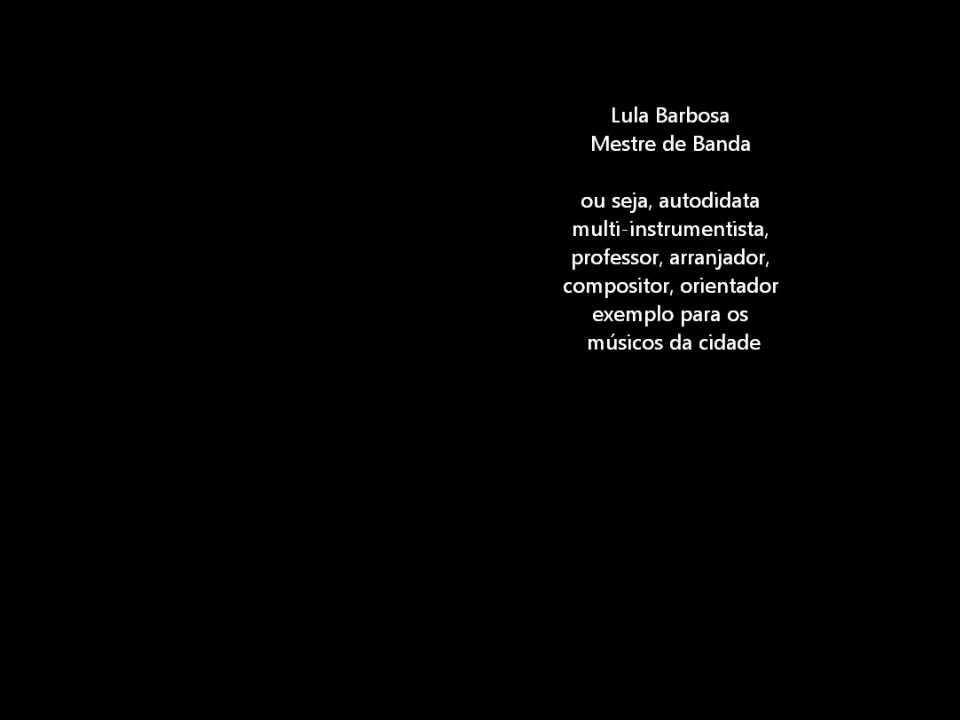 Lula Barbosa
Mestre de Banda
ou seja, autodidata
multi-instrumentista,
professor, arranjador,
compositor, orientador
exemplo para os
músicos da cidade